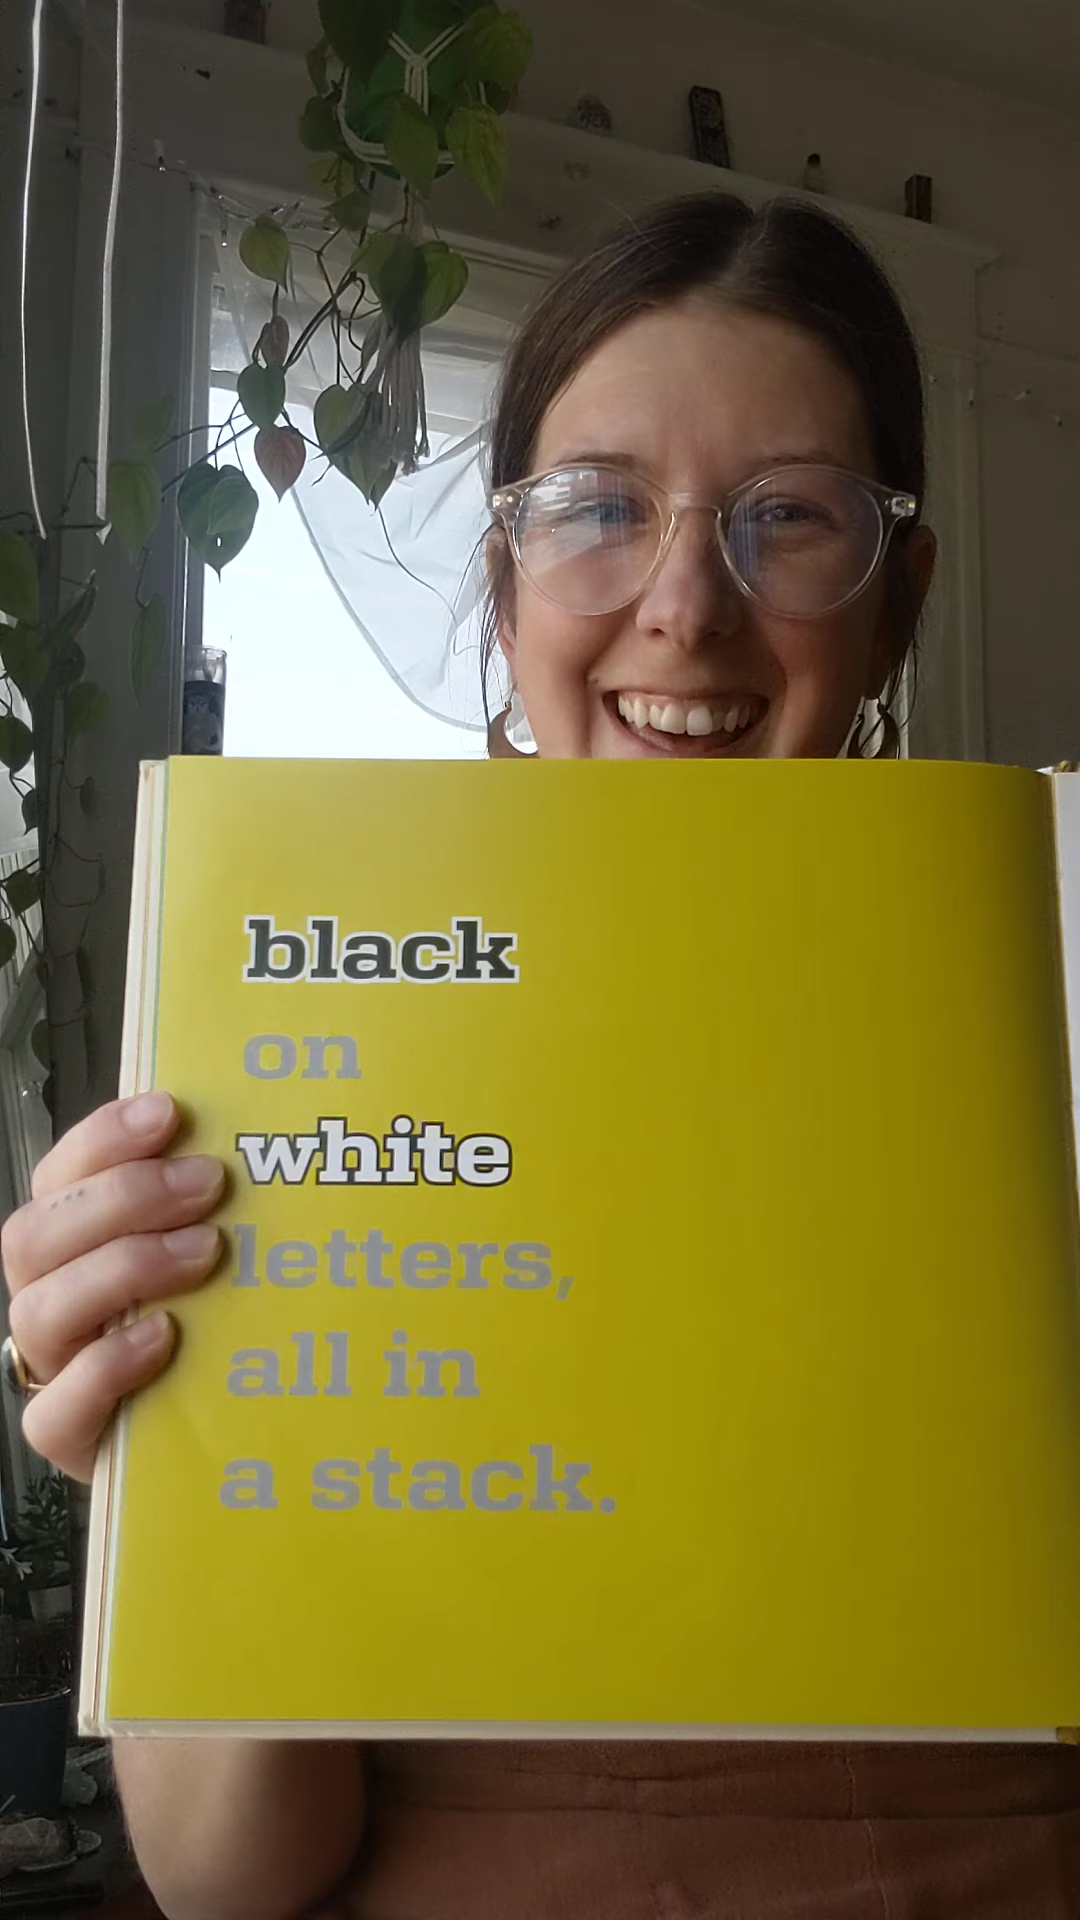 black
on
white
letters,
all in
a stack.